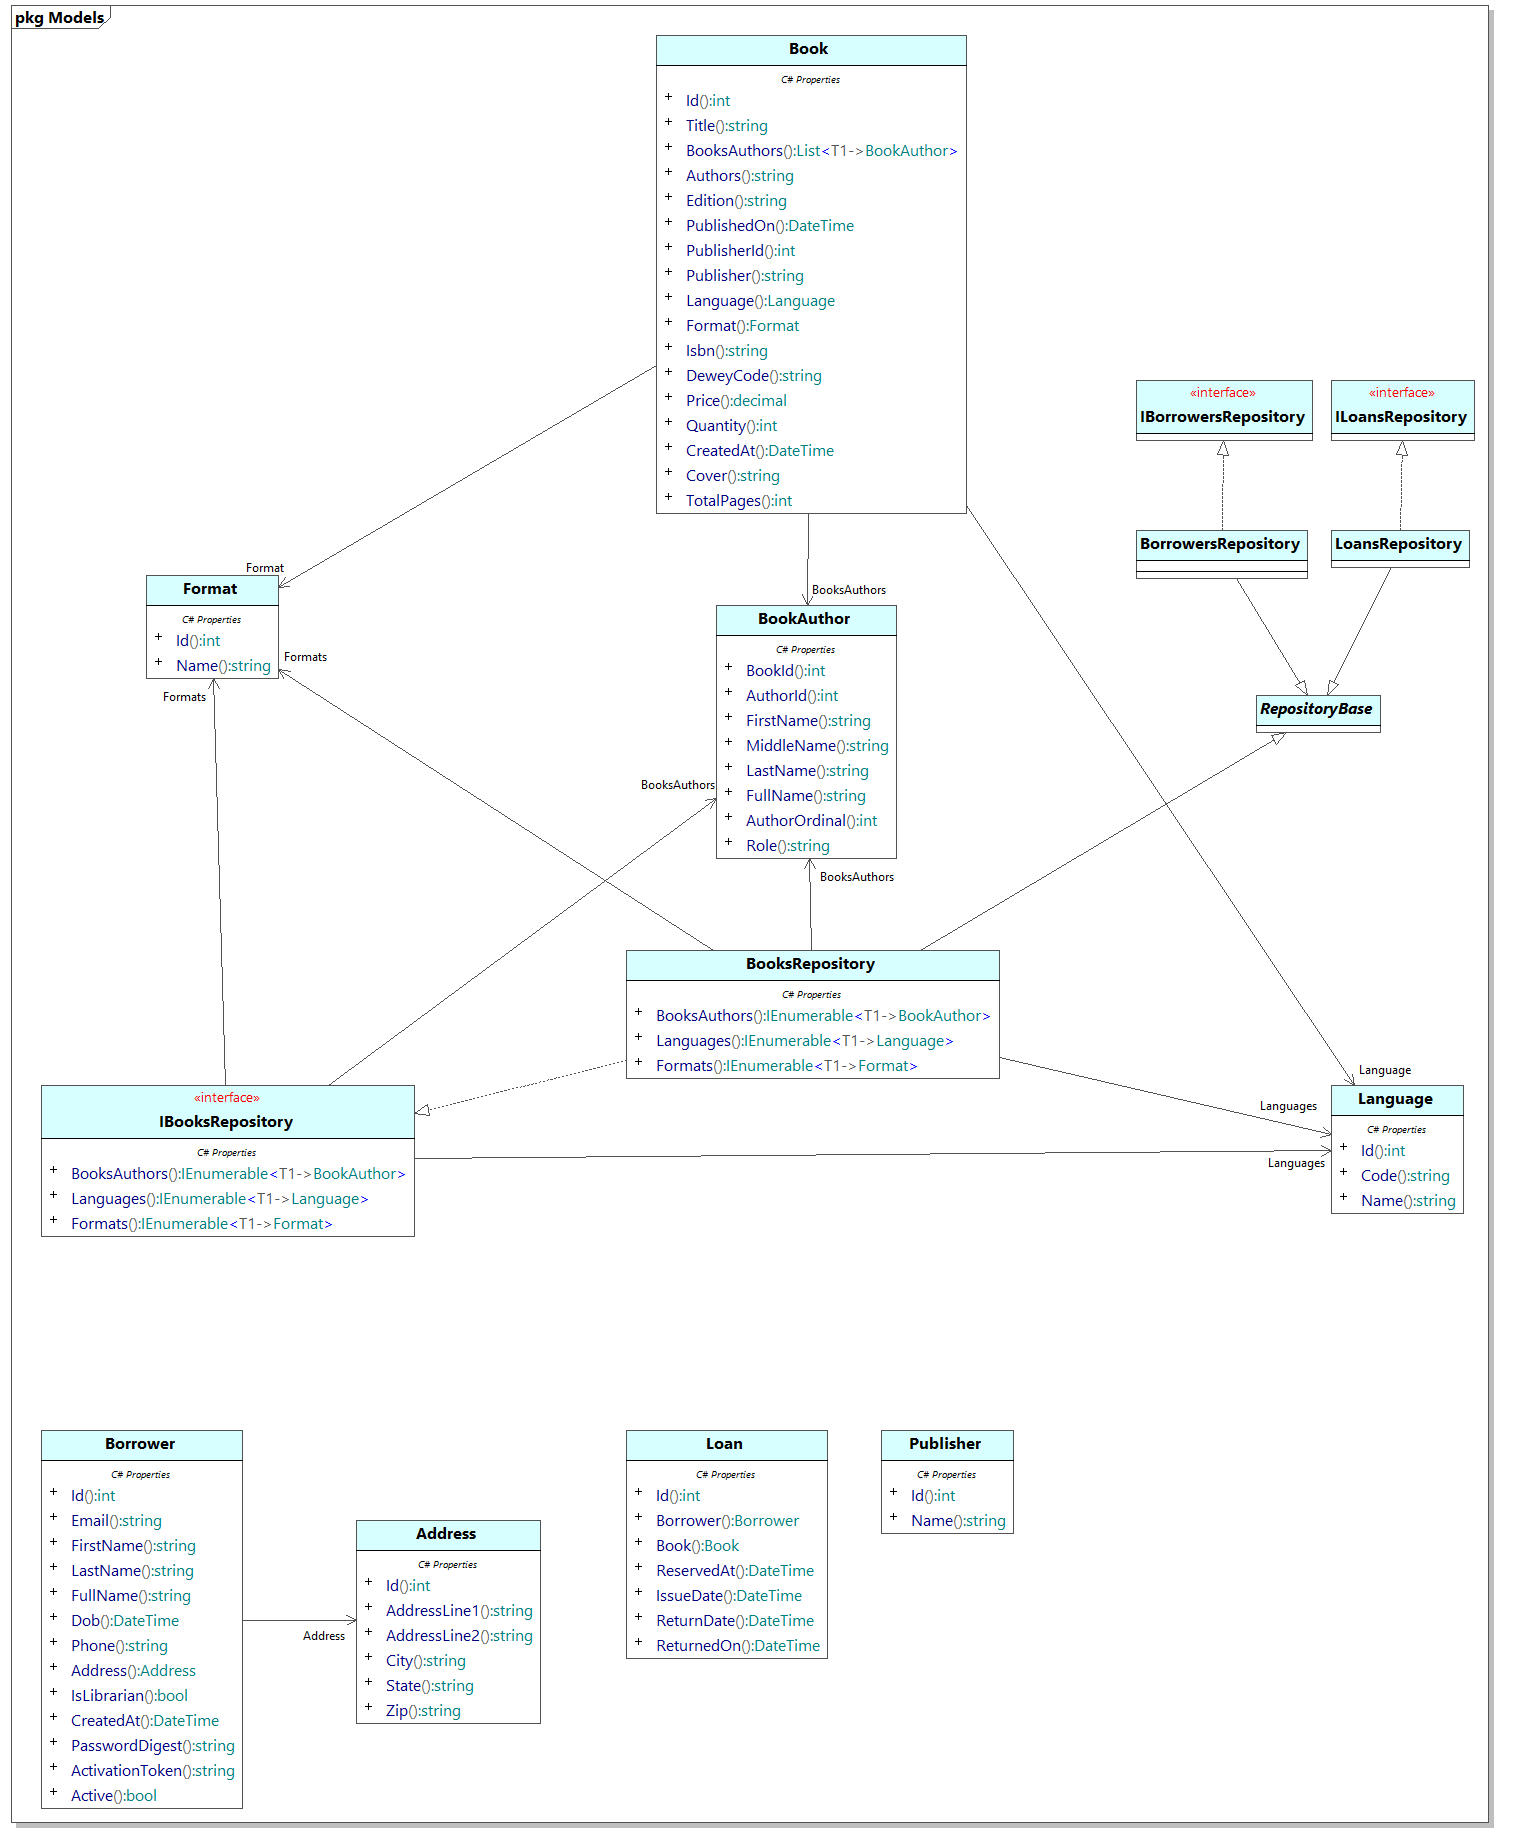 pkg Models
Book
C# Properties
+ Id():int
+ Title():string
+ BooksAuthors():List<T1->BookAuthor>
+ Authors():string
+ Edition():string
+ PublishedOn():DateTime
+ PublisherId():int
+ Publisher():string
+ Language():Language
+ Format():Format
+ Isbn():string
+ DeweyCode():string
+ Price():decimal
+ Quantity():int
+ CreatedAt():DateTime
+ Cover():string
+ TotalPages():int
«interface»
IBorrowersRepository
«interface»
ILoansRepository
BorrowersRepository
LoansRepository
RepositoryBase
Format
Format
C# Properties
+ Id():int
+ Name():string
Formats
Formats
BooksAuthors
BookAuthor
C# Properties
+ BookId():int
+ AuthorId():int
+ FirstName():string
+ MiddleName():string
+ LastName():string
+ FullName():string
+ AuthorOrdinal():int
+ Role():string
BooksAuthors
BooksAuthors
BooksRepository
C# Properties
+ BooksAuthors():IEnumerable<T1->BookAuthor>
+ Languages():IEnumerable<T1->Language>
+ Formats():IEnumerable<T1->Format>
«interface»
IBooksRepository
C# Properties
+ BooksAuthors():IEnumerable<T1->BookAuthor>
+ Languages():IEnumerable<T1->Language>
+ Formats():IEnumerable<T1->Format>
Language
Languages
Languages
Language
C# Properties
+ Id():int
+ Code():string
+ Name():string
Borrower
C# Properties
+ Id():int
+ Email():string
+ FirstName():string
+ LastName():string
+ FullName():string
+ Dob():DateTime
+ Phone():string
+ Address():Address
+ IsLibrarian():bool
+ CreatedAt():DateTime
+ PasswordDigest():string
+ ActivationToken():string
+ Active():bool
Address
Address
C# Properties
+ Id():int
+ AddressLine1():string
+ AddressLine2():string
+ City():string
+ State():string
+ Zip():string
Loan
C# Properties
+ Id():int
+ Borrower():Borrower
+ Book():Book
+ ReservedAt():DateTime
+ IssueDate():DateTime
+ ReturnDate():DateTime
+ ReturnedOn():DateTime
Publisher
C# Properties
+ Id():int
+ Name():string